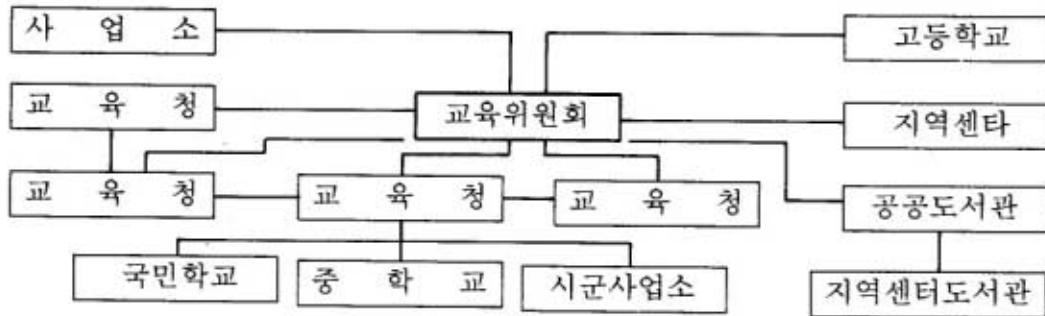 사 업 소
고등학교
교 육 청
교육위원회
지역센타
교 육 청
교 육 청
교 육 청
공공도서관
국민학교
중 학 교
시군사업소
지역센터도서관